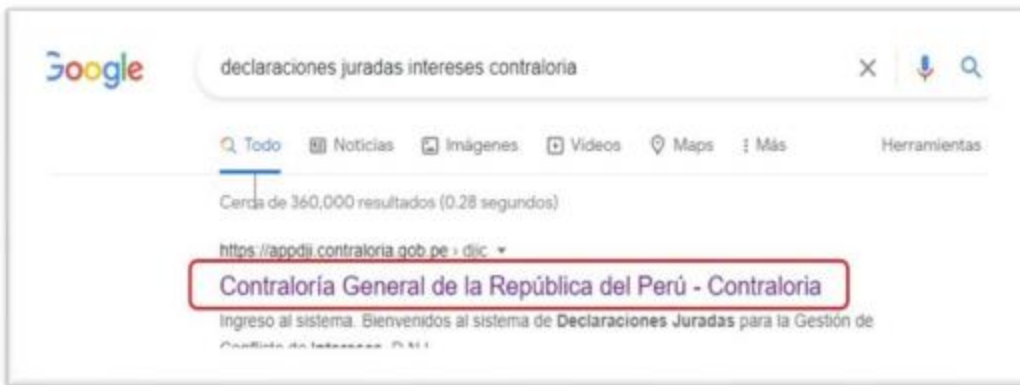 Google
declaraciones juradas intereses contraloria
Todo Noticias Imágenes Videos Maps Más Herramientas
Cerca de 360,000 resultados (0.28 segundos)
https://appdji.contraloria.gob.pe › djic
Contraloría General de la República del Perú - Contraloria
Ingreso al sistema. Bienvenidos al sistema de Declaraciones Juradas para la Gestión de